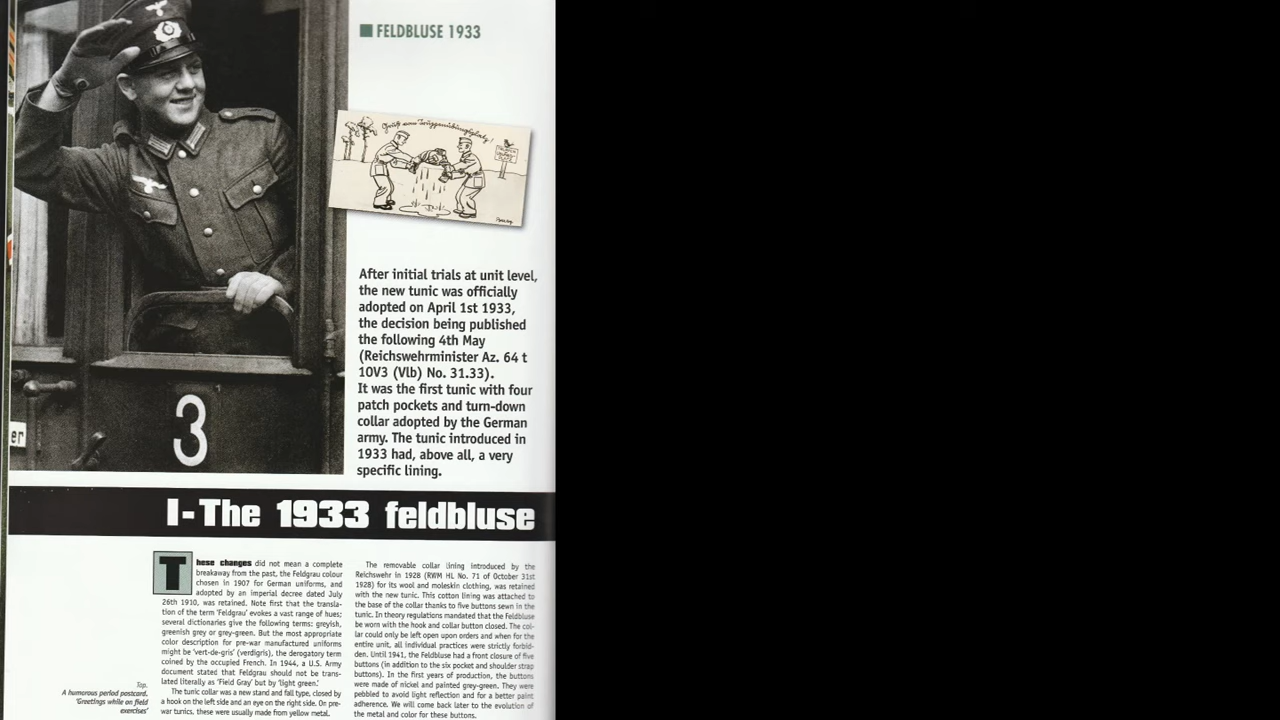 FELDBLUSE 1933
Gruß vom Truppenübungsplatz!
After initial trials at unit level,
the new tunic was officially
adopted on April 1st 1933,
the decision being published
the following 4th May
(Reichswehrminister Az. 64 t
10V3 (Vlb) No. 31.33).
It was the first tunic with four
patch pockets and turn-down
collar adopted by the German
army. The tunic introduced in
1933 had, above all, a very
specific lining.
er
3
I-The 1933 feldbluse
These changes did not mean a complete
breakaway from the past, the Feldgrau colour
chosen in 1907 for German uniforms, and
adopted by an imperial decree dated July
26th 1910, was retained. Note first that the transla-
tion of the term 'Feldgrau' evokes a vast range of hues;
several dictionaries give the following terms: greyish,
greenish grey or grey-green. But the most appropriate
color description for pre-war manufactured uniforms
might be 'vert-de-gris' (verdigris), the derogatory term
coined by the occupied French. In 1944, a U.S. Army
document stated that Feldgrau should not be trans-
lated literally as 'Field Gray' but by 'light green.'
The tunic collar was a new stand and fall type, closed by
a hook on the left side and an eye on the right side. On pre-
war tunics, these were usually made from yellow metal.
The removable collar lining introduced by the
Reichswehr in 1928 (RWM HL No. 71 of October 31st
1928) for its wool and moleskin clothing, was retained
with the new tunic. This cotton lining was attached to
the base of the collar thanks to five buttons sewn in the
tunic. In theory regulations mandated that the Feldbluse
be worn with the hook and collar button closed. The col-
lar could only be left open upon orders and when for the
entire unit, all individual practices were strictly forbid-
den. Until 1941, the Feldbluse had a front closure of five
buttons (in addition to the six pocket and shoulder strap
buttons). In the first years of production, the buttons
were made of nickel and painted grey-green. They were
pebbled to avoid light reflection and for a better paint
adherence. We will come back later to the evolution of
the metal and color for these buttons.
Top.
A humorous period postcard.
'Greetings while on field
exercises'